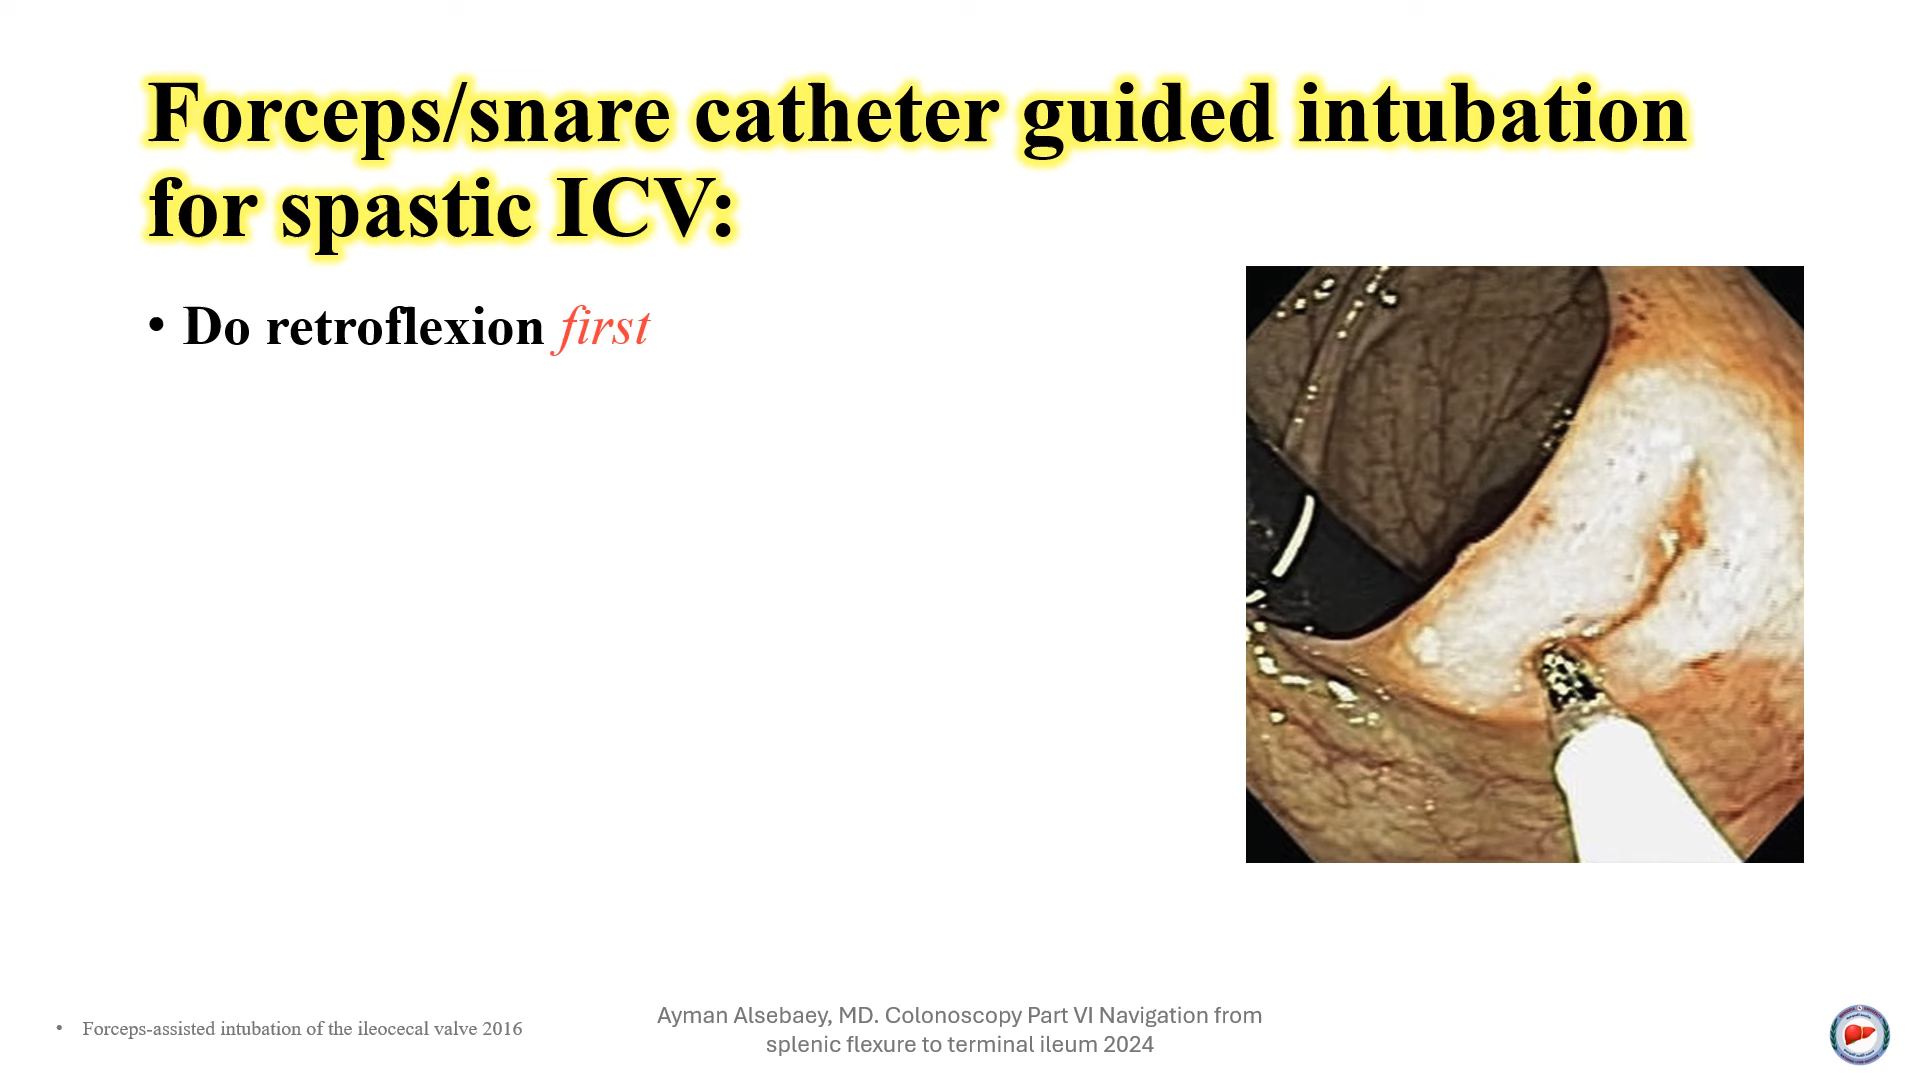 Forceps/snare catheter guided intubation
for spastic ICV:
• Do retroflexion first
• Forceps-assisted intubation of the ileocecal valve 2016
Ayman Alsebaey, MD. Colonoscopy Part VI Navigation from
splenic flexure to terminal ileum 2024